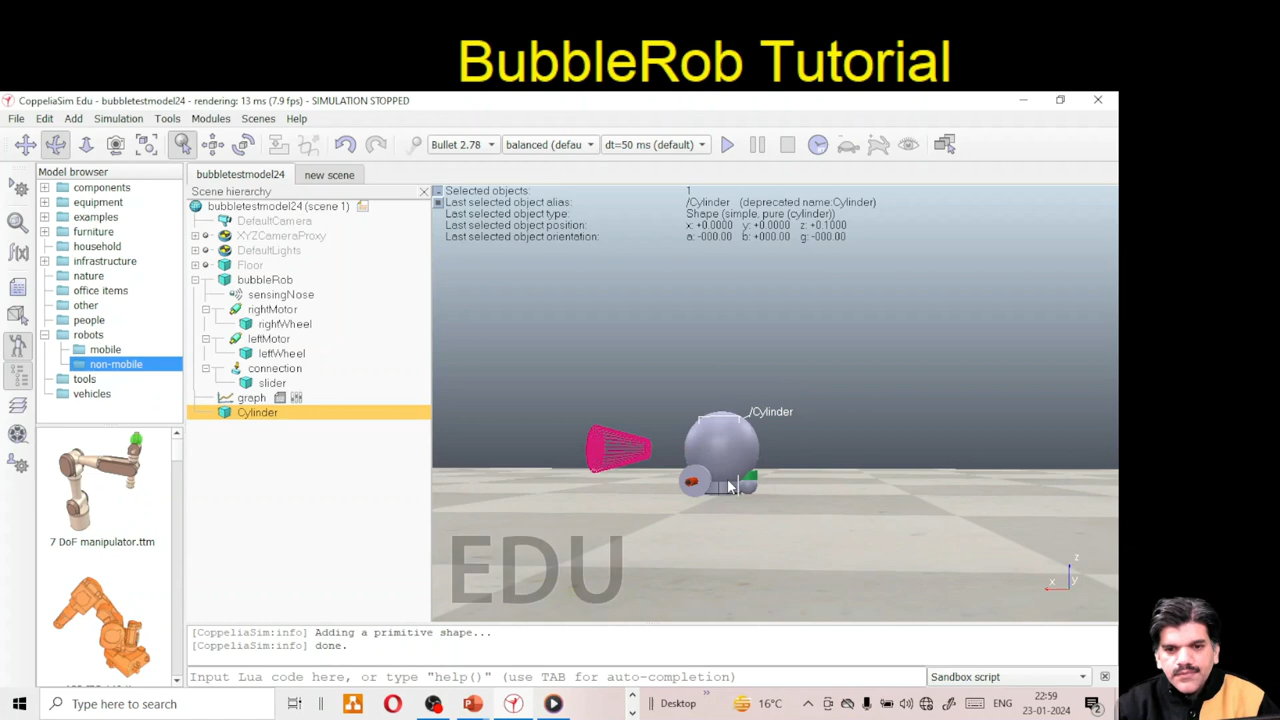 BubbleRob Tutorial
CoppeliaSim Edu - bubbletestmodel24 - rendering: 13 ms (7.9 fps) - SIMULATION STOPPED
File Edit Add Simulation Tools Modules Scenes Help
Bullet 2.78 balanced (defau dt=50 ms (default)
Model browser
components
equipment
examples
furniture
household
infrastructure
nature
office items
other
people
robots
mobile
non-mobile
tools
vehicles
7 DoF manipulator.ttm
bubbletestmodel24 new scene
Scene hierarchy
bubbletestmodel24 (scene 1)
DefaultCamera
XYZCameraProxy
DefaultLights
Floor
bubbleRob
sensingNose
rightMotor
rightWheel
leftMotor
leftWheel
connection
slider
graph
Cylinder
Selected objects: 1
Last selected object alias: /Cylinder (deprecated name:Cylinder)
Last selected object type: Shape (simple, pure (cylinder))
Last selected object position: x: +0.0000 y: +0.0000 z: +0.1000
Last selected object orientation: a: -000.00 b: +000.00 g: -000.00
/Cylinder
EDU
z
x y
[CoppeliaSim:info] Adding a primitive shape...
[CoppeliaSim:info] done.
Input Lua code here, or type "help()" (use TAB for auto-completion)
Sandbox script
Type here to search
Desktop
16°C
ENG
22:59
23-01-2024
2